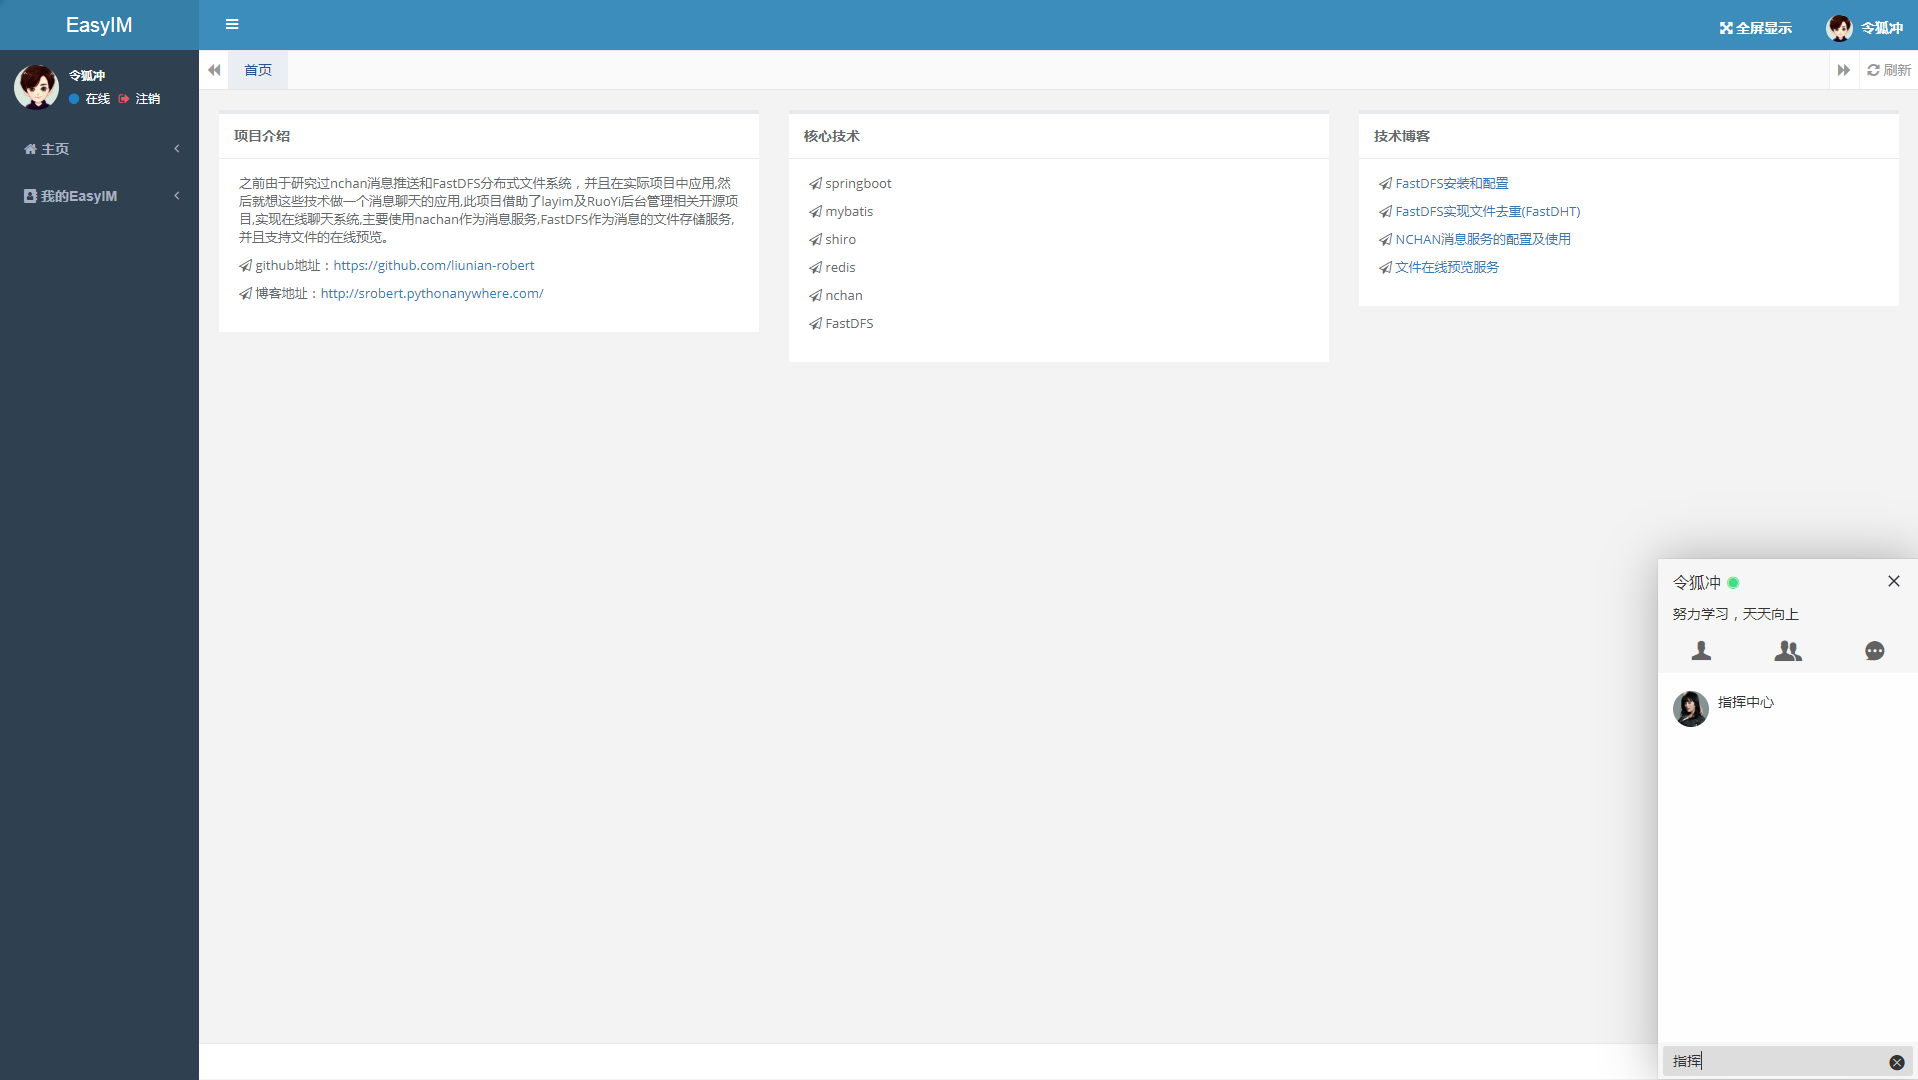 EasyIM
全屏显示
令狐冲
令狐冲
在线 注销
主页
我的EasyIM
首页
刷新
项目介绍
之前由于研究过nchan消息推送和FastDFS分布式文件系统，并且在实际项目中应用,然
后就想这些技术做一个消息聊天的应用,此项目借助了layim及RuoYi后台管理相关开源项
目,实现在线聊天系统,主要使用nachan作为消息服务,FastDFS作为消息的文件存储服务,
并且支持文件的在线预览。
github地址：https://github.com/liunian-robert
博客地址：http://srobert.pythonanywhere.com/
核心技术
springboot
mybatis
shiro
redis
nchan
FastDFS
技术博客
FastDFS安装和配置
FastDFS实现文件去重(FastDHT)
NCHAN消息服务的配置及使用
文件在线预览服务
令狐冲
努力学习，天天向上
指挥中心
指挥